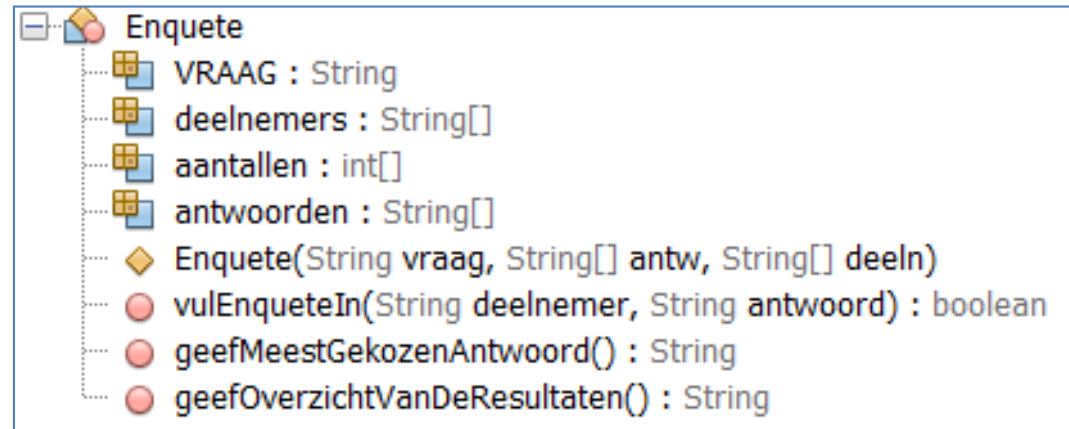 Enquete
VRAAG : String
deelnemers : String[]
aantallen : int[]
antwoorden : String[]
Enquete(String vraag, String[] antw, String[] deeln)
vulEnqueteIn(String deelnemer, String antwoord) : boolean
geefMeestGekozenAntwoord() : String
geefOverzichtVanDeResultaten() : String